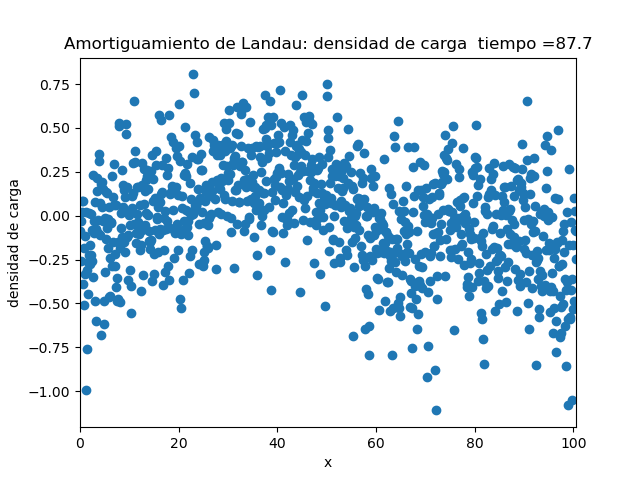 Amortiguamiento de Landau: densidad de carga  tiempo =87.7
densidad de carga
0.75
0.50
0.25
0.00
−0.25
−0.50
−0.75
−1.00
0 20 40 60 80 100
x